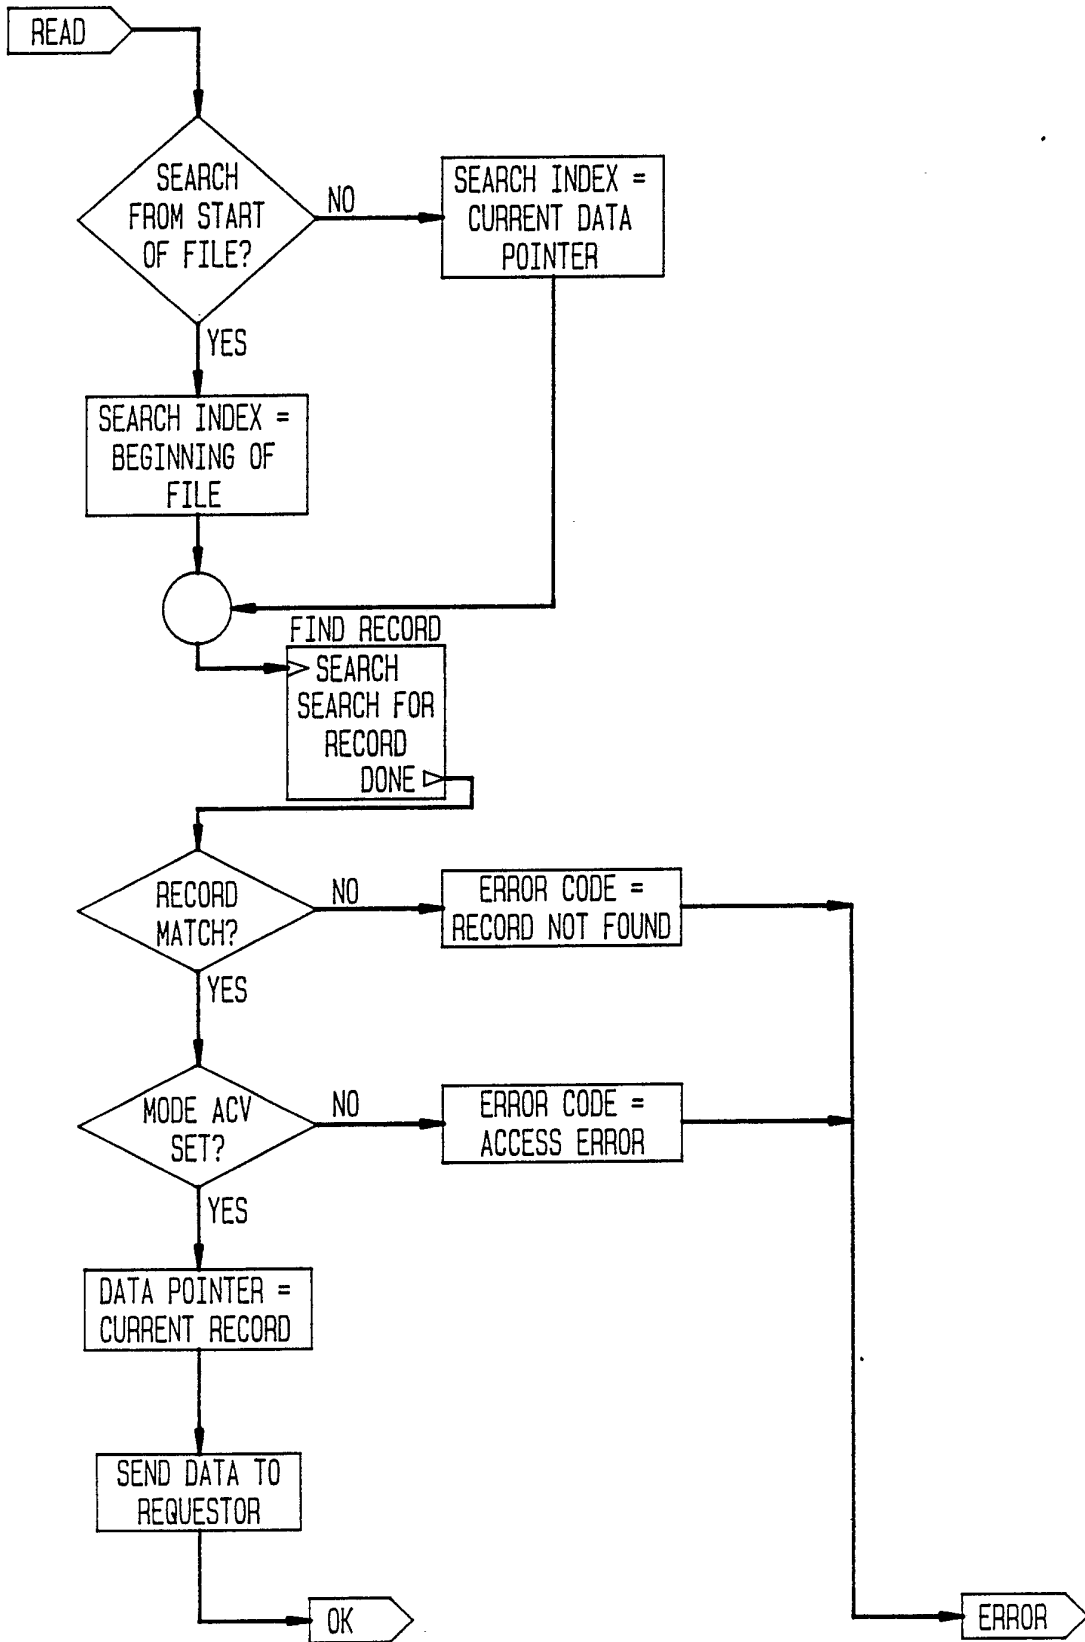 READ
SEARCH
FROM START
OF FILE?
NO
SEARCH INDEX =
CURRENT DATA
POINTER
YES
SEARCH INDEX =
BEGINNING OF
FILE
FIND RECORD
SEARCH
SEARCH FOR
RECORD
DONE
RECORD
MATCH?
NO
ERROR CODE =
RECORD NOT FOUND
YES
MODE ACV
SET?
NO
ERROR CODE =
ACCESS ERROR
YES
DATA POINTER =
CURRENT RECORD
SEND DATA TO
REQUESTOR
OK
ERROR